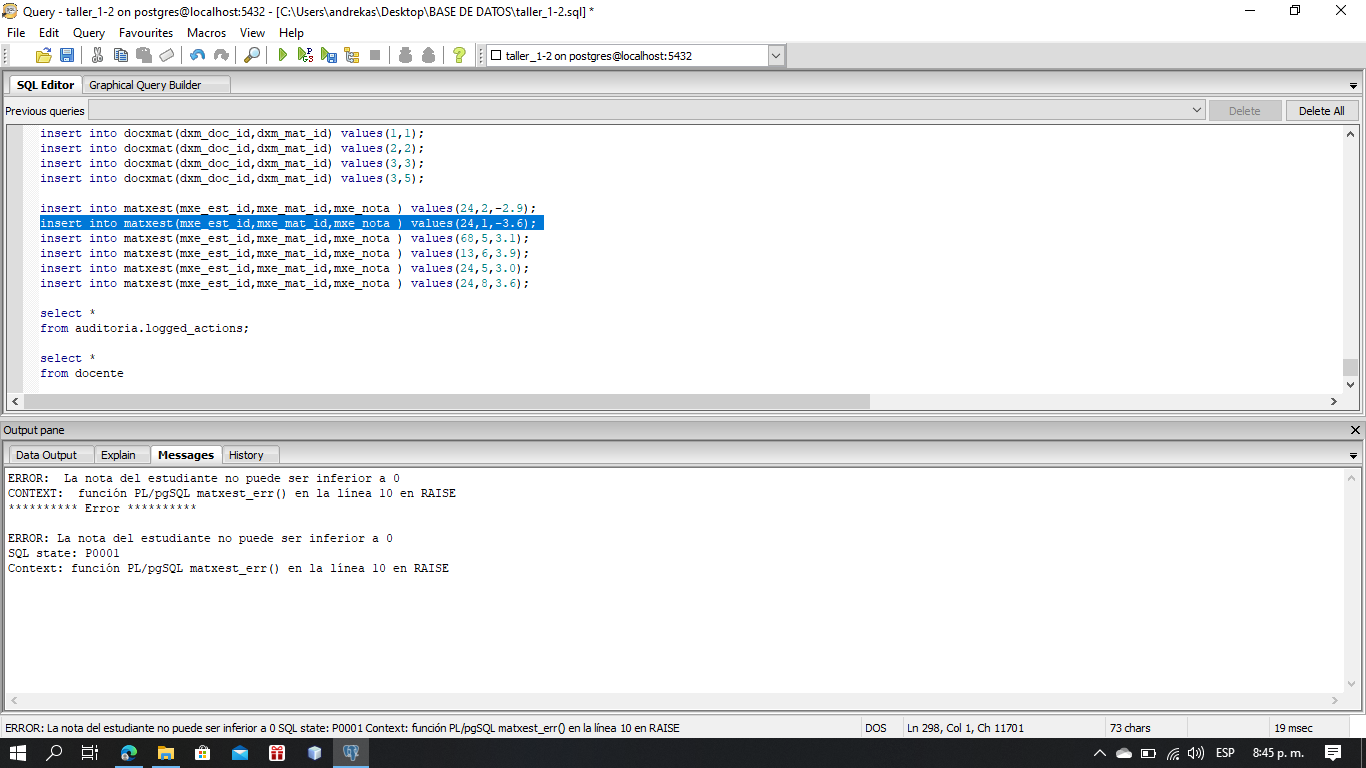 Query - taller_1-2 on postgres@localhost:5432 - [C:\Users\andrekas\Desktop\BASE DE DATOS\taller_1-2.sql] *
File Edit Query Favourites Macros View Help
taller_1-2 on postgres@localhost:5432
SQL Editor Graphical Query Builder
Previous queries Delete Delete All
insert into docxmat(dxm_doc_id,dxm_mat_id) values(1,1);
insert into docxmat(dxm_doc_id,dxm_mat_id) values(2,2);
insert into docxmat(dxm_doc_id,dxm_mat_id) values(3,3);
insert into docxmat(dxm_doc_id,dxm_mat_id) values(3,5);
insert into matxest(mxe_est_id,mxe_mat_id,mxe_nota ) values(24,2,-2.9);
insert into matxest(mxe_est_id,mxe_mat_id,mxe_nota ) values(24,1,-3.6);
insert into matxest(mxe_est_id,mxe_mat_id,mxe_nota ) values(68,5,3.1);
insert into matxest(mxe_est_id,mxe_mat_id,mxe_nota ) values(13,6,3.9);
insert into matxest(mxe_est_id,mxe_mat_id,mxe_nota ) values(24,5,3.0);
insert into matxest(mxe_est_id,mxe_mat_id,mxe_nota ) values(24,8,3.6);
select *
from auditoria.logged_actions;
select *
from docente
Output pane
Data Output Explain Messages History
ERROR:  La nota del estudiante no puede ser inferior a 0
CONTEXT:  función PL/pgSQL matxest_err() en la línea 10 en RAISE
********** Error **********
ERROR: La nota del estudiante no puede ser inferior a 0
SQL state: P0001
Context: función PL/pgSQL matxest_err() en la línea 10 en RAISE
ERROR: La nota del estudiante no puede ser inferior a 0 SQL state: P0001 Context: función PL/pgSQL matxest_err() en la línea 10 en RAISE DOS Ln 298, Col 1, Ch 11701 73 chars 19 msec
ESP 8:45 p. m.